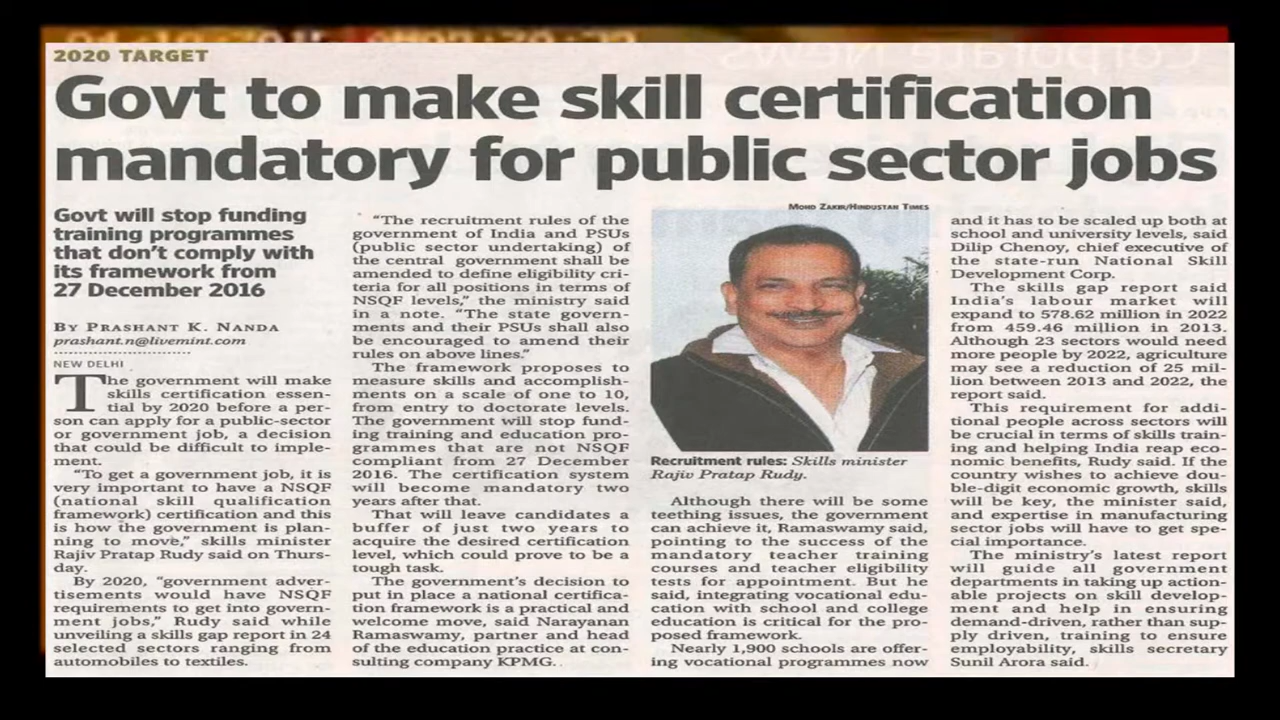 2020 TARGET
Govt to make skill certification
mandatory for public sector jobs
Govt will stop funding
training programmes
that don't comply with
its framework from
27 December 2016
BY PRASHANT K. NANDA
prashant.n@livemint.com
NEW DELHI
The government will make
skills certification essen-
tial by 2020 before a per-
son can apply for a public-sector
or government job, a decision
that could be difficult to imple-
ment.
"To get a government job, it is
very important to have a NSQF
(national skill qualification
framework) certification and this
is how the government is plan-
ning to move," skills minister
Rajiv Pratap Rudy said on Thurs-
day.
By 2020, "government adver-
tisements would have NSQF
requirements to get into govern-
ment jobs," Rudy said while
unveiling a skills gap report in 24
selected sectors ranging from
automobiles to textiles.
"The recruitment rules of the
government of India and PSUs
(public sector undertaking) of
the central government shall be
amended to define eligibility cri-
teria for all positions in terms of
NSQF levels," the ministry said
in a note. "The state govern-
ments and their PSUs shall also
be encouraged to amend their
rules on above lines."
The framework proposes to
measure skills and accomplish-
ments on a scale of one to 10,
from entry to doctorate levels.
The government will stop fund-
ing training and education pro-
grammes that are not NSQF
compliant from 27 December
2016. The certification system
will become mandatory two
years after that.
That will leave candidates a
buffer of just two years to
acquire the desired certification
level, which could prove to be a
tough task.
The government's decision to
put in place a national certifica-
tion framework is a practical and
welcome move, said Narayanan
Ramaswamy, partner and head
of the education practice at con-
sulting company KPMG.
MOHD ZAKIR/HINDUSTAN TIMES
Recruitment rules: Skills minister
Rajiv Pratap Rudy.
Although there will be some
teething issues, the government
can achieve it, Ramaswamy said,
pointing to the success of the
mandatory teacher training
courses and teacher eligibility
tests for appointment. But he
said, integrating vocational edu-
cation with school and college
education is critical for the pro-
posed framework.
Nearly 1,900 schools are offer-
ing vocational programmes now
and it has to be scaled up both at
school and university levels, said
Dilip Chenoy, chief executive of
the state-run National Skill
Development Corp.
The skills gap report said
India's labour market will
expand to 578.62 million in 2022
from 459.46 million in 2013.
Although 23 sectors would need
more people by 2022, agriculture
may see a reduction of 25 mil-
lion between 2013 and 2022, the
report said.
This requirement for addi-
tional people across sectors will
be crucial in terms of skills train-
ing and helping India reap eco-
nomic benefits, Rudy said. If the
country wishes to achieve dou-
ble-digit economic growth, skills
will be key, the minister said,
and expertise in manufacturing
sector jobs will have to get spe-
cial importance.
The ministry's latest report
will guide all government
departments in taking up action-
able projects on skill develop-
ment and help in ensuring
demand-driven, rather than sup-
ply driven, training to ensure
employability, skills secretary
Sunil Arora said.